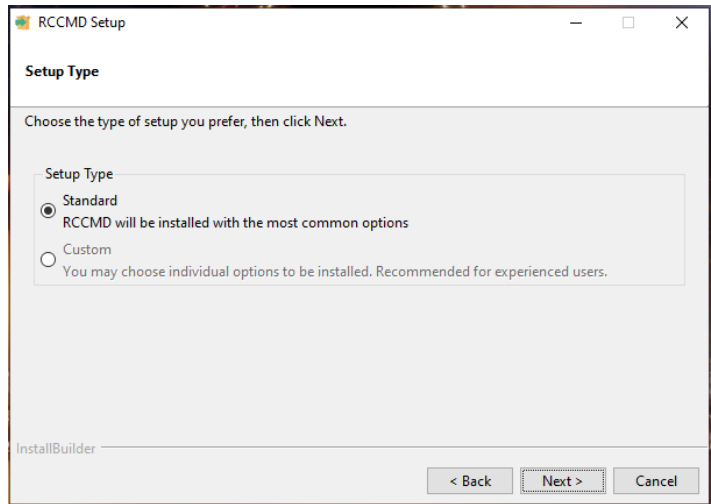 RCCMD Setup
Setup Type
Choose the type of setup you prefer, then click Next.
Setup Type
Standard
RCCMD will be installed with the most common options
Custom
You may choose individual options to be installed. Recommended for experienced users.
InstallBuilder
< Back Next > Cancel